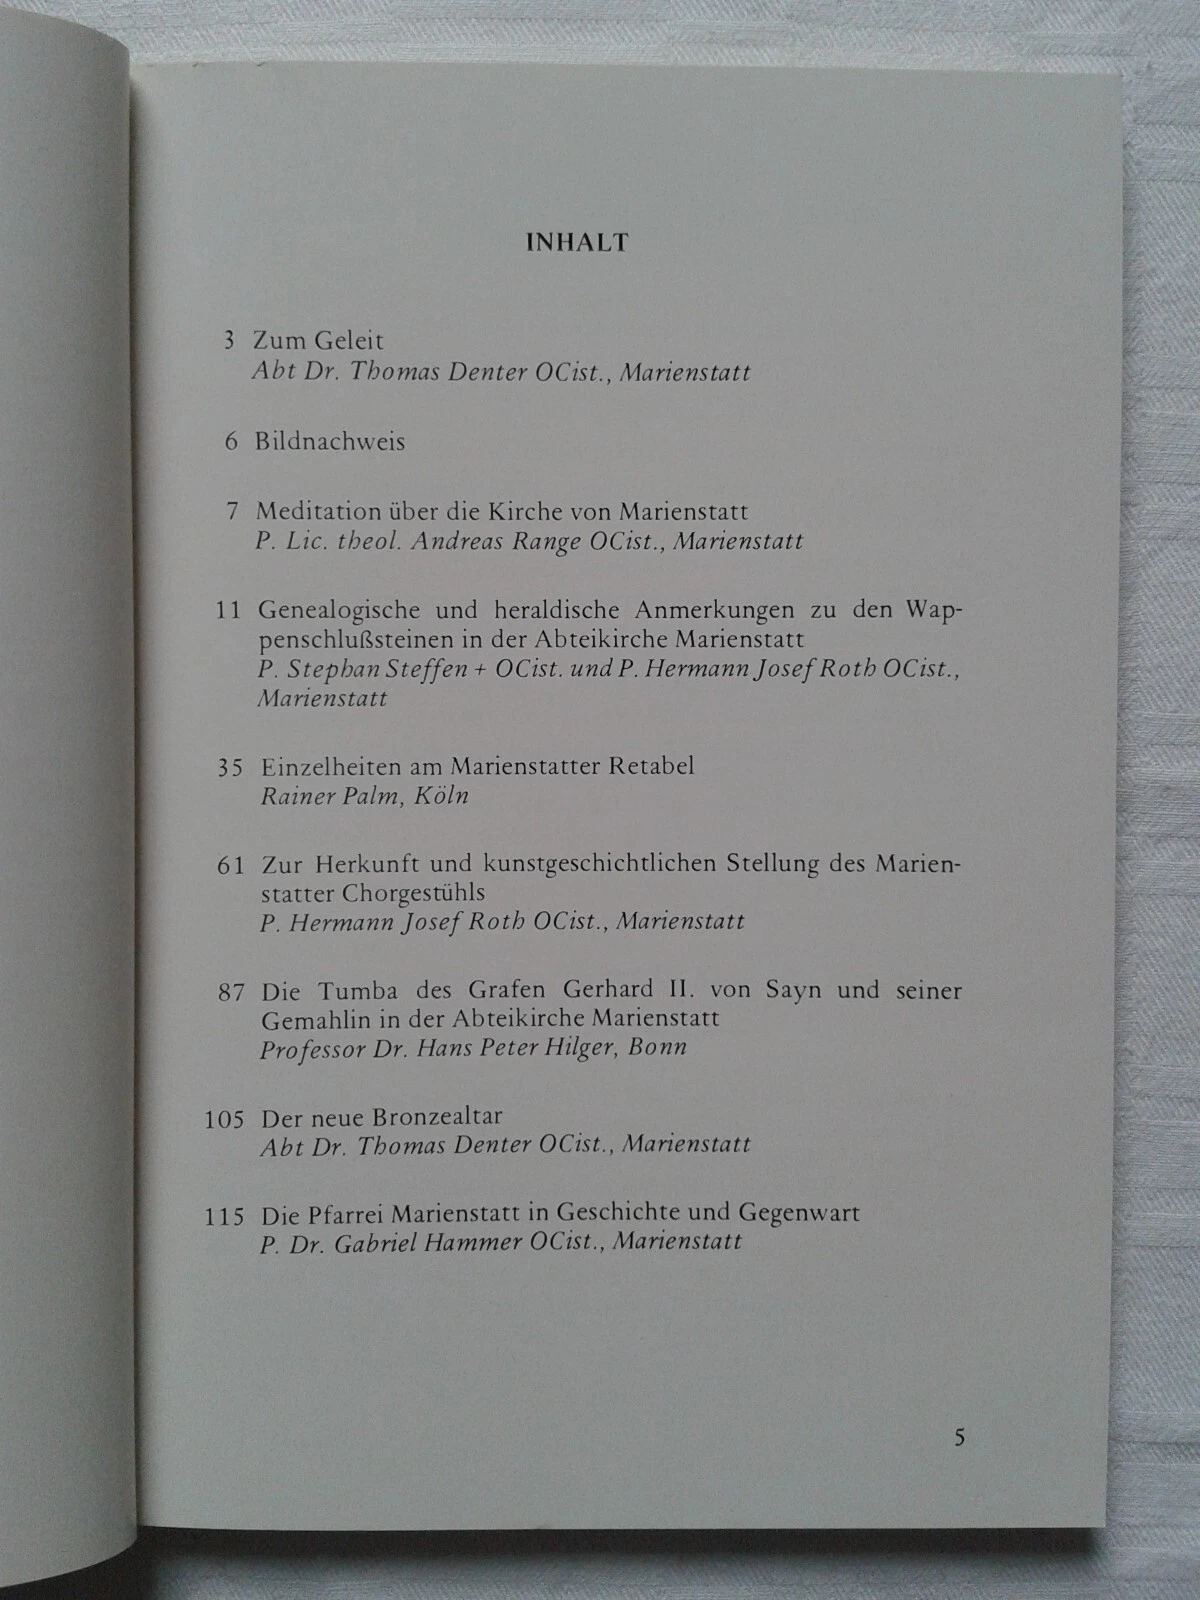 INHALT
3 Zum Geleit
Abt Dr. Thomas Denter OCist., Marienstatt
6 Bildnachweis
7 Meditation über die Kirche von Marienstatt
P. Lic. theol. Andreas Range OCist., Marienstatt
11 Genealogische und heraldische Anmerkungen zu den Wap-
penschlußsteinen in der Abteikirche Marienstatt
P. Stephan Steffen + OCist. und P. Hermann Josef Roth OCist.,
Marienstatt
35 Einzelheiten am Marienstatter Retabel
Rainer Palm, Köln
61 Zur Herkunft und kunstgeschichtlichen Stellung des Marien-
statter Chorgestühls
P. Hermann Josef Roth OCist., Marienstatt
87 Die Tumba des Grafen Gerhard II. von Sayn und seiner
Gemahlin in der Abteikirche Marienstatt
Professor Dr. Hans Peter Hilger, Bonn
105 Der neue Bronzealtar
Abt Dr. Thomas Denter OCist., Marienstatt
115 Die Pfarrei Marienstatt in Geschichte und Gegenwart
P. Dr. Gabriel Hammer OCist., Marienstatt
5